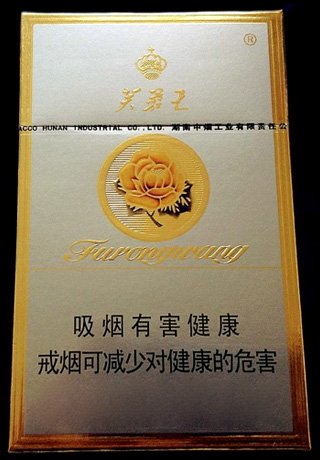 ®
芙蓉王
ACCO HUNAN INDUSTRIAL CO.,LTD. 湖南中烟工业有限责任公
Furongwang
吸烟有害健康
戒烟可减少对健康的危害